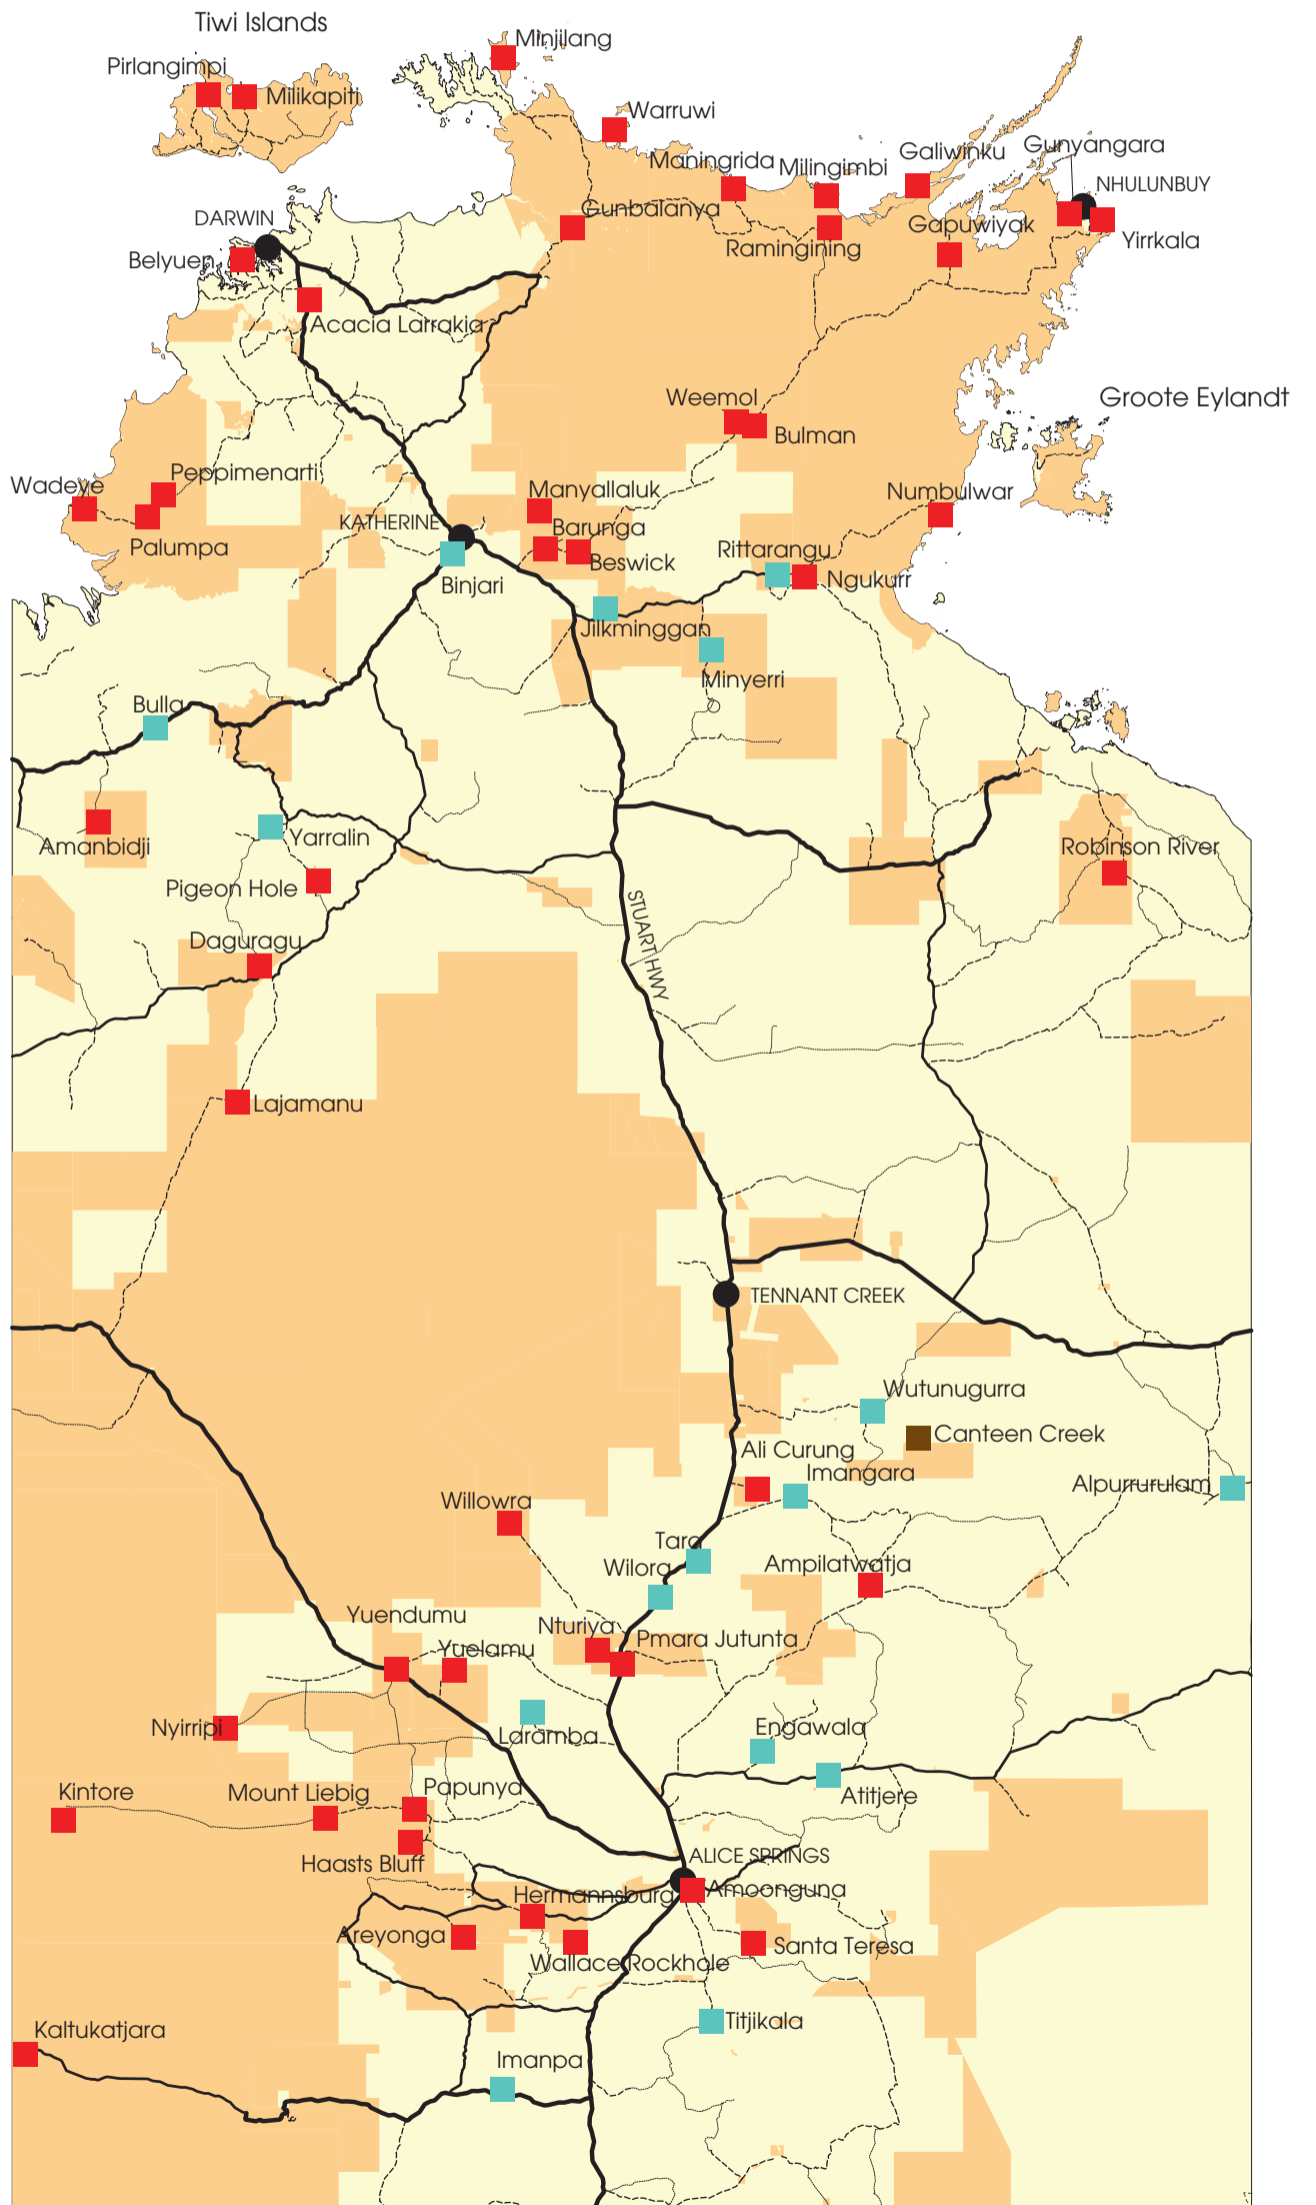 Tiwi Islands
Minjilang
Pirlangimpi
Milikapiti
Warruwi
Maningrida
Milingimbi
Galiwinku
Gunyangara
NHULUNBUY
DARWIN
Gunbalanya
Ramingining
Gapuwiyak
Yirrkala
Belyuen
Acacia Larrakia
Groote Eylandt
Weemol
Bulman
Wadeye
Peppimenarti
Manyallaluk
Numbulwar
KATHERINE
Barunga
Palumpa
Beswick
Rittarangu
Ngukurr
Binjari
Jilkminggan
Minyerri
Bulla
Amanbidji
Yarralin
Robinson River
Pigeon Hole
STUART HWY
Daguragu
Lajamanu
TENNANT CREEK
Wutunugurra
Canteen Creek
Ali Curung
Imangara
Alpurrurulam
Willowra
Tara
Wilora
Ampilatwatja
Yuendumu
Nturiya
Pmara Jutunta
Yuelamu
Nyirripi
Laramba
Engawala
Kintore
Mount Liebig
Papunya
Atitjere
Haasts Bluff
ALICE SPRINGS
Hermannsburg
Amoonguna
Areyonga
Wallace Rockhole
Santa Teresa
Titjikala
Kaltukatjara
Imanpa